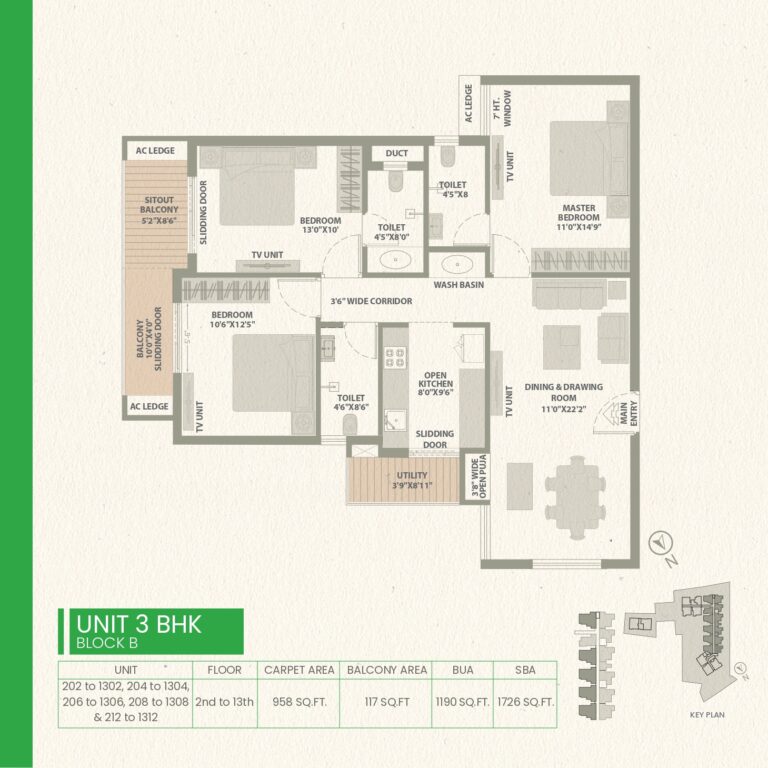 AC LEDGE
7' HT.
WINDOW
TV UNIT
MASTER
BEDROOM
11'0"X14'9"
AC LEDGE
SITOUT
BALCONY
5'2"X8'6"
SLIDDING DOOR
BEDROOM
13'0"X10'
TV UNIT
DUCT
TOILET
4'5"X8'0"
TOILET
4'5"X8
WASH BASIN
3'6" WIDE CORRIDOR
BALCONY
10'0"X4'0"
SLIDDING DOOR
BEDROOM
10'6"X12'5"
TV UNIT
AC LEDGE
TOILET
4'6"X8'6"
OPEN
KITCHEN
8'0"X9'6"
SLIDDING
DOOR
TV UNIT
DINING & DRAWING
ROOM
11'0"X22'2"
MAIN
ENTRY
UTILITY
3'9"X8'11"
3'8" WIDE
OPEN PUJA
N
UNIT 3 BHK
BLOCK B
UNIT FLOOR CARPET AREA BALCONY AREA BUA SBA
202 to 1302, 204 to 1304,
206 to 1306, 208 to 1308 2nd to 13th 958 SQ.FT. 117 SQ.FT 1190 SQ.FT. 1726 SQ.FT.
& 212 to 1312
N
KEY PLAN